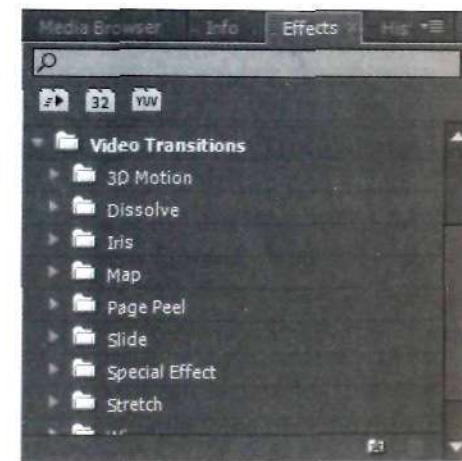 Media Browser Info Effects His
32 YUV
Video Transitions
3D Motion
Dissolve
Iris
Map
Page Peel
Slide
Special Effect
Stretch